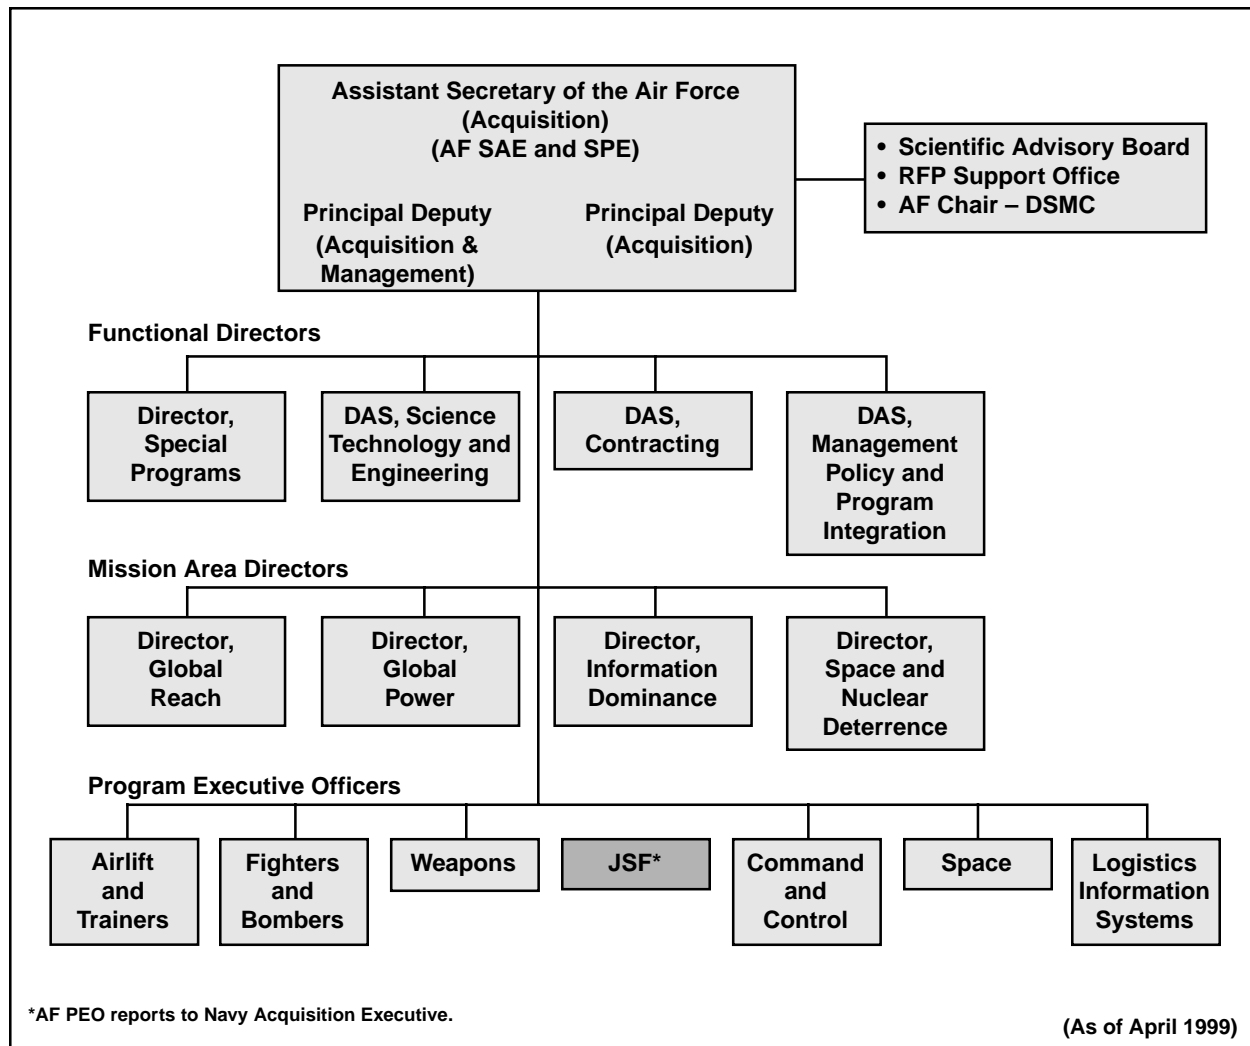 Assistant Secretary of the Air Force
(Acquisition)
(AF SAE and SPE)
Principal Deputy
(Acquisition &
Management)
Principal Deputy
(Acquisition)
• Scientific Advisory Board
• RFP Support Office
• AF Chair – DSMC
Functional Directors
Director,
Special
Programs
DAS, Science
Technology and
Engineering
DAS,
Contracting
DAS,
Management
Policy and
Program
Integration
Mission Area Directors
Director,
Global
Reach
Director,
Global
Power
Director,
Information
Dominance
Director,
Space and
Nuclear
Deterrence
Program Executive Officers
Airlift
and
Trainers
Fighters
and
Bombers
Weapons
JSF*
Command
and
Control
Space
Logistics
Information
Systems
*AF PEO reports to Navy Acquisition Executive.
(As of April 1999)